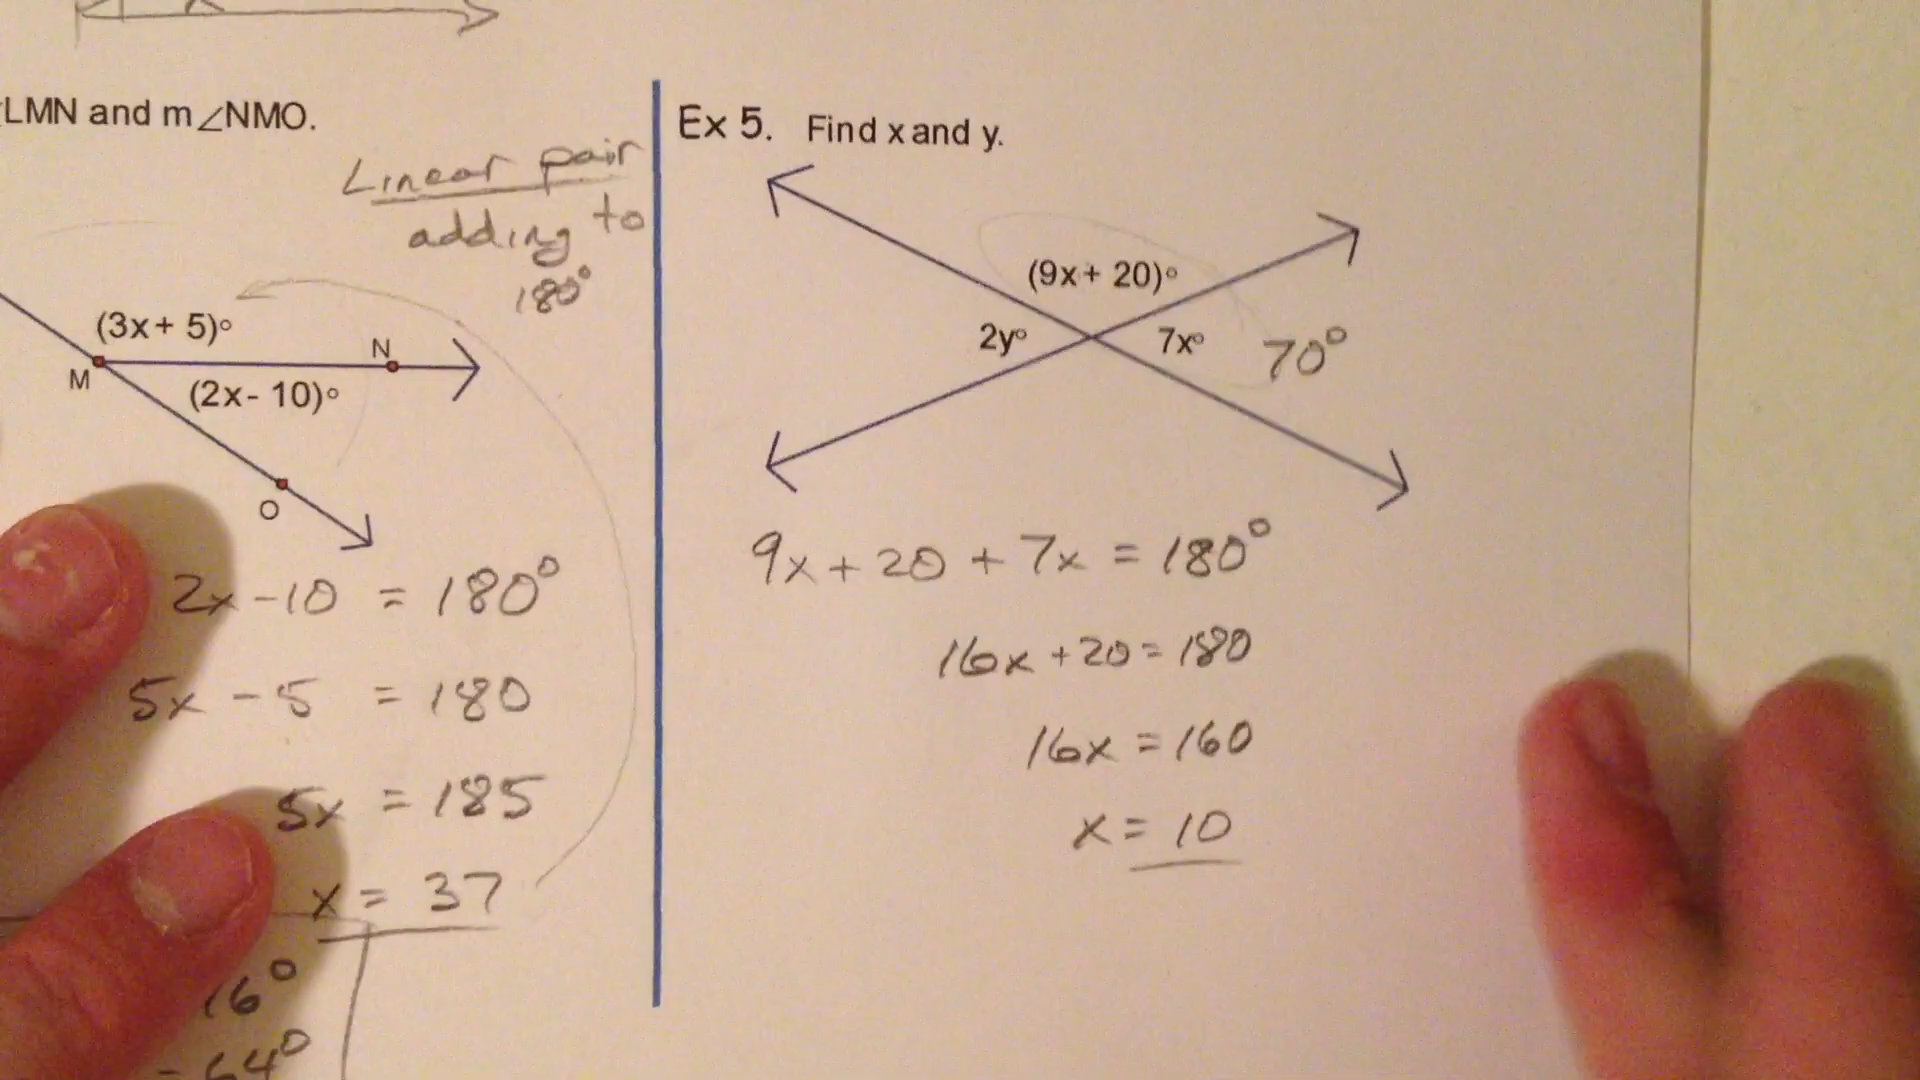 LMN and m∠NMO.
Linear pair
adding to
180°
(3x + 5)°
N
M
(2x - 10)°
O
2x - 10 = 180°
5x - 5 = 180
5x = 185
x = 37
16°
64°
Ex 5. Find x and y.
(9x + 20)°
2y° 7x° 70°
9x + 20 + 7x = 180°
16x + 20 = 180
16x = 160
x = 10